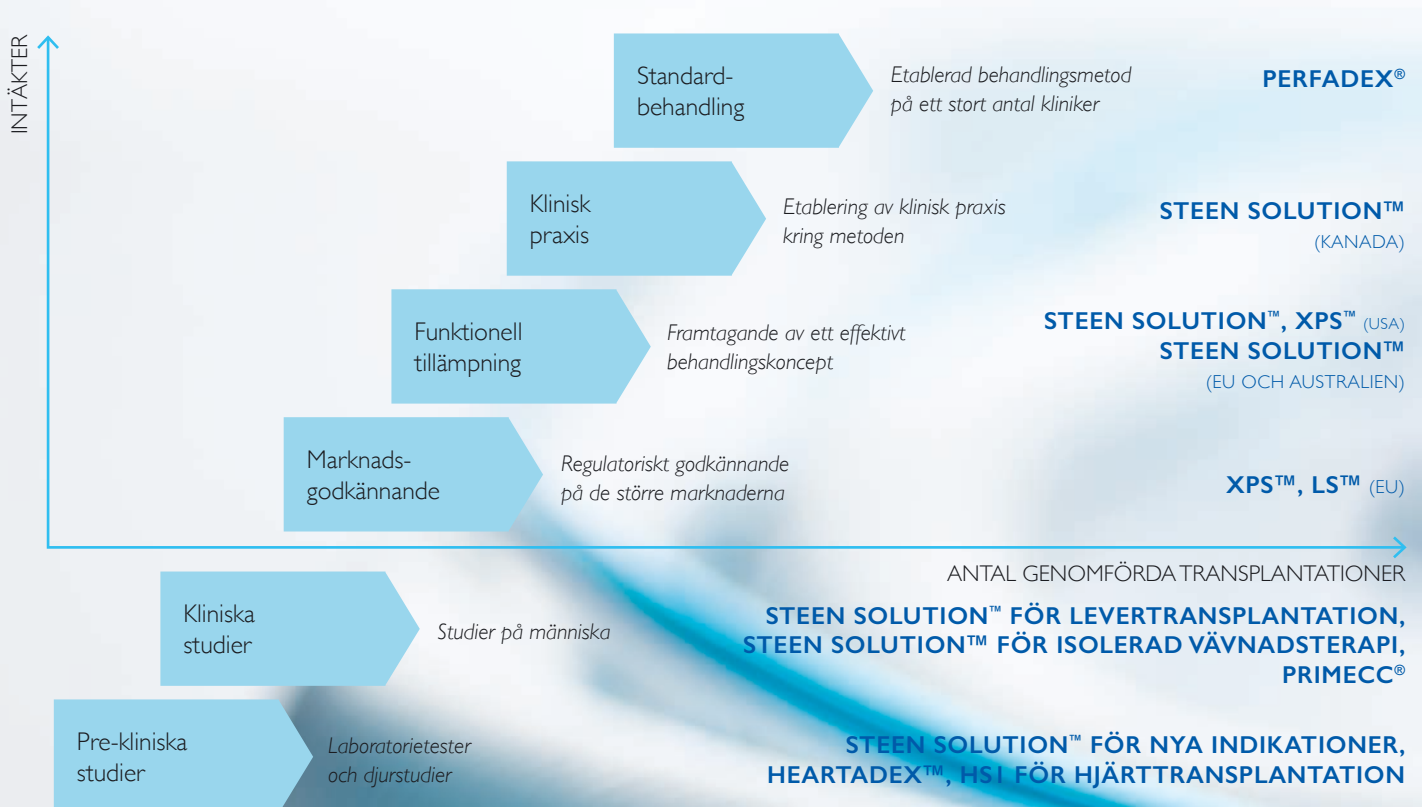 INTÄKTER
Standard-
behandling
Etablerad behandlingsmetod
på ett stort antal kliniker
PERFADEX®
Klinisk
praxis
Etablering av klinisk praxis
kring metoden
STEEN SOLUTION™
(KANADA)
Funktionell
tillämpning
Framtagande av ett effektivt
behandlingskoncept
STEEN SOLUTION™, XPS™ (USA)
STEEN SOLUTION™
(EU OCH AUSTRALIEN)
Marknads-
godkännande
Regulatoriskt godkännande
på de större marknaderna
XPS™, LS™ (EU)
ANTAL GENOMFÖRDA TRANSPLANTATIONER
Kliniska
studier
Studier på människa
STEEN SOLUTION™ FÖR LEVERTRANSPLANTATION,
STEEN SOLUTION™ FÖR ISOLERAD VÄVNADSTERAPI,
PRIMECC®
Pre-kliniska
studier
Laboratorietester
och djurstudier
STEEN SOLUTION™ FÖR NYA INDIKATIONER,
HEARTADEX™, HS1 FÖR HJÄRTTRANSPLANTATION